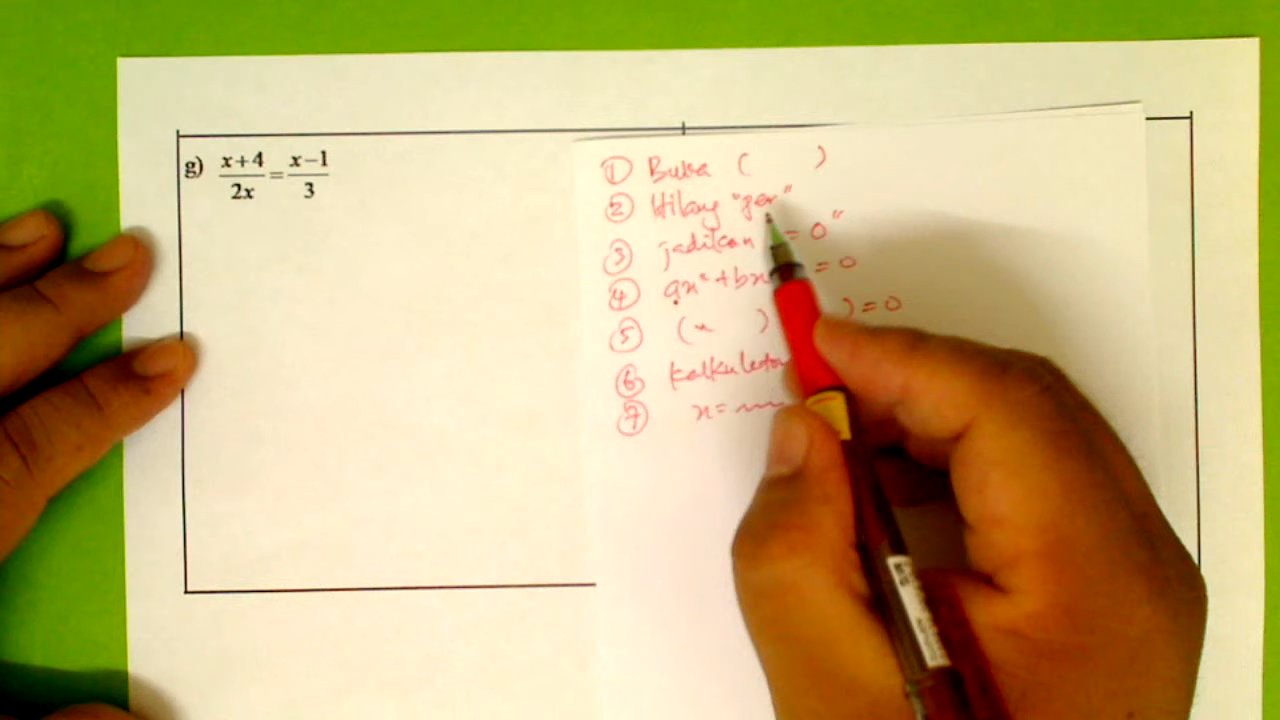 g) x+4/2x = x−1/3
① Buka ( )
② Hilang "per"
③ jadikan = 0"
④ ax² + bx = 0
⑤ (x ) ) = 0
⑥ kalkulator
⑦ x =